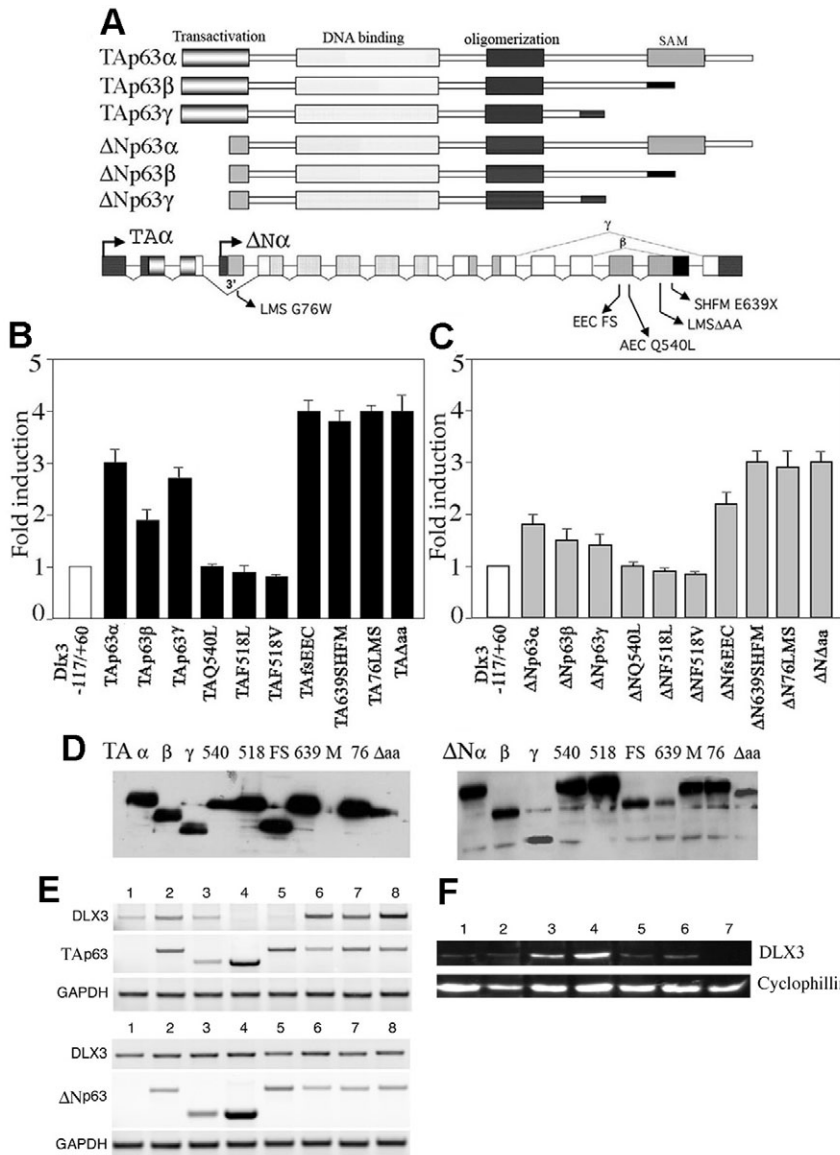 A
Transactivation DNA binding oligomerization SAM
TAp63α
TAp63β
TAp63γ
ΔNp63α
ΔNp63β
ΔNp63γ
TAα ΔNα γ
β
3'
LMS G76W
SHFM E639X
EEC FS LMSΔAA
AEC Q540L
B
Fold induction
5
4
3
2
1
0
Dlx3 -117/+60
TAp63α
TAp63β
TAp63γ
TAQ540L
TAF518L
TAF518V
TAfsEEC
TA639SHFM
TA76LMS
TAΔaa
C
Fold induction
5
4
3
2
1
0
Dlx3 -117/+60
ΔNp63α
ΔNp63β
ΔNp63γ
ΔNQ540L
ΔNF518L
ΔNF518V
ΔNfsEEC
ΔN639SHFM
ΔN76LMS
ΔNΔaa
D
TA α β γ 540 518 FS 639 M 76 Δaa
ΔNα β γ 540 518 FS 639 M 76 Δaa
E
1 2 3 4 5 6 7 8
DLX3
TAp63
GAPDH
1 2 3 4 5 6 7 8
DLX3
ΔNp63
GAPDH
F
1 2 3 4 5 6 7
DLX3
Cyclophillin